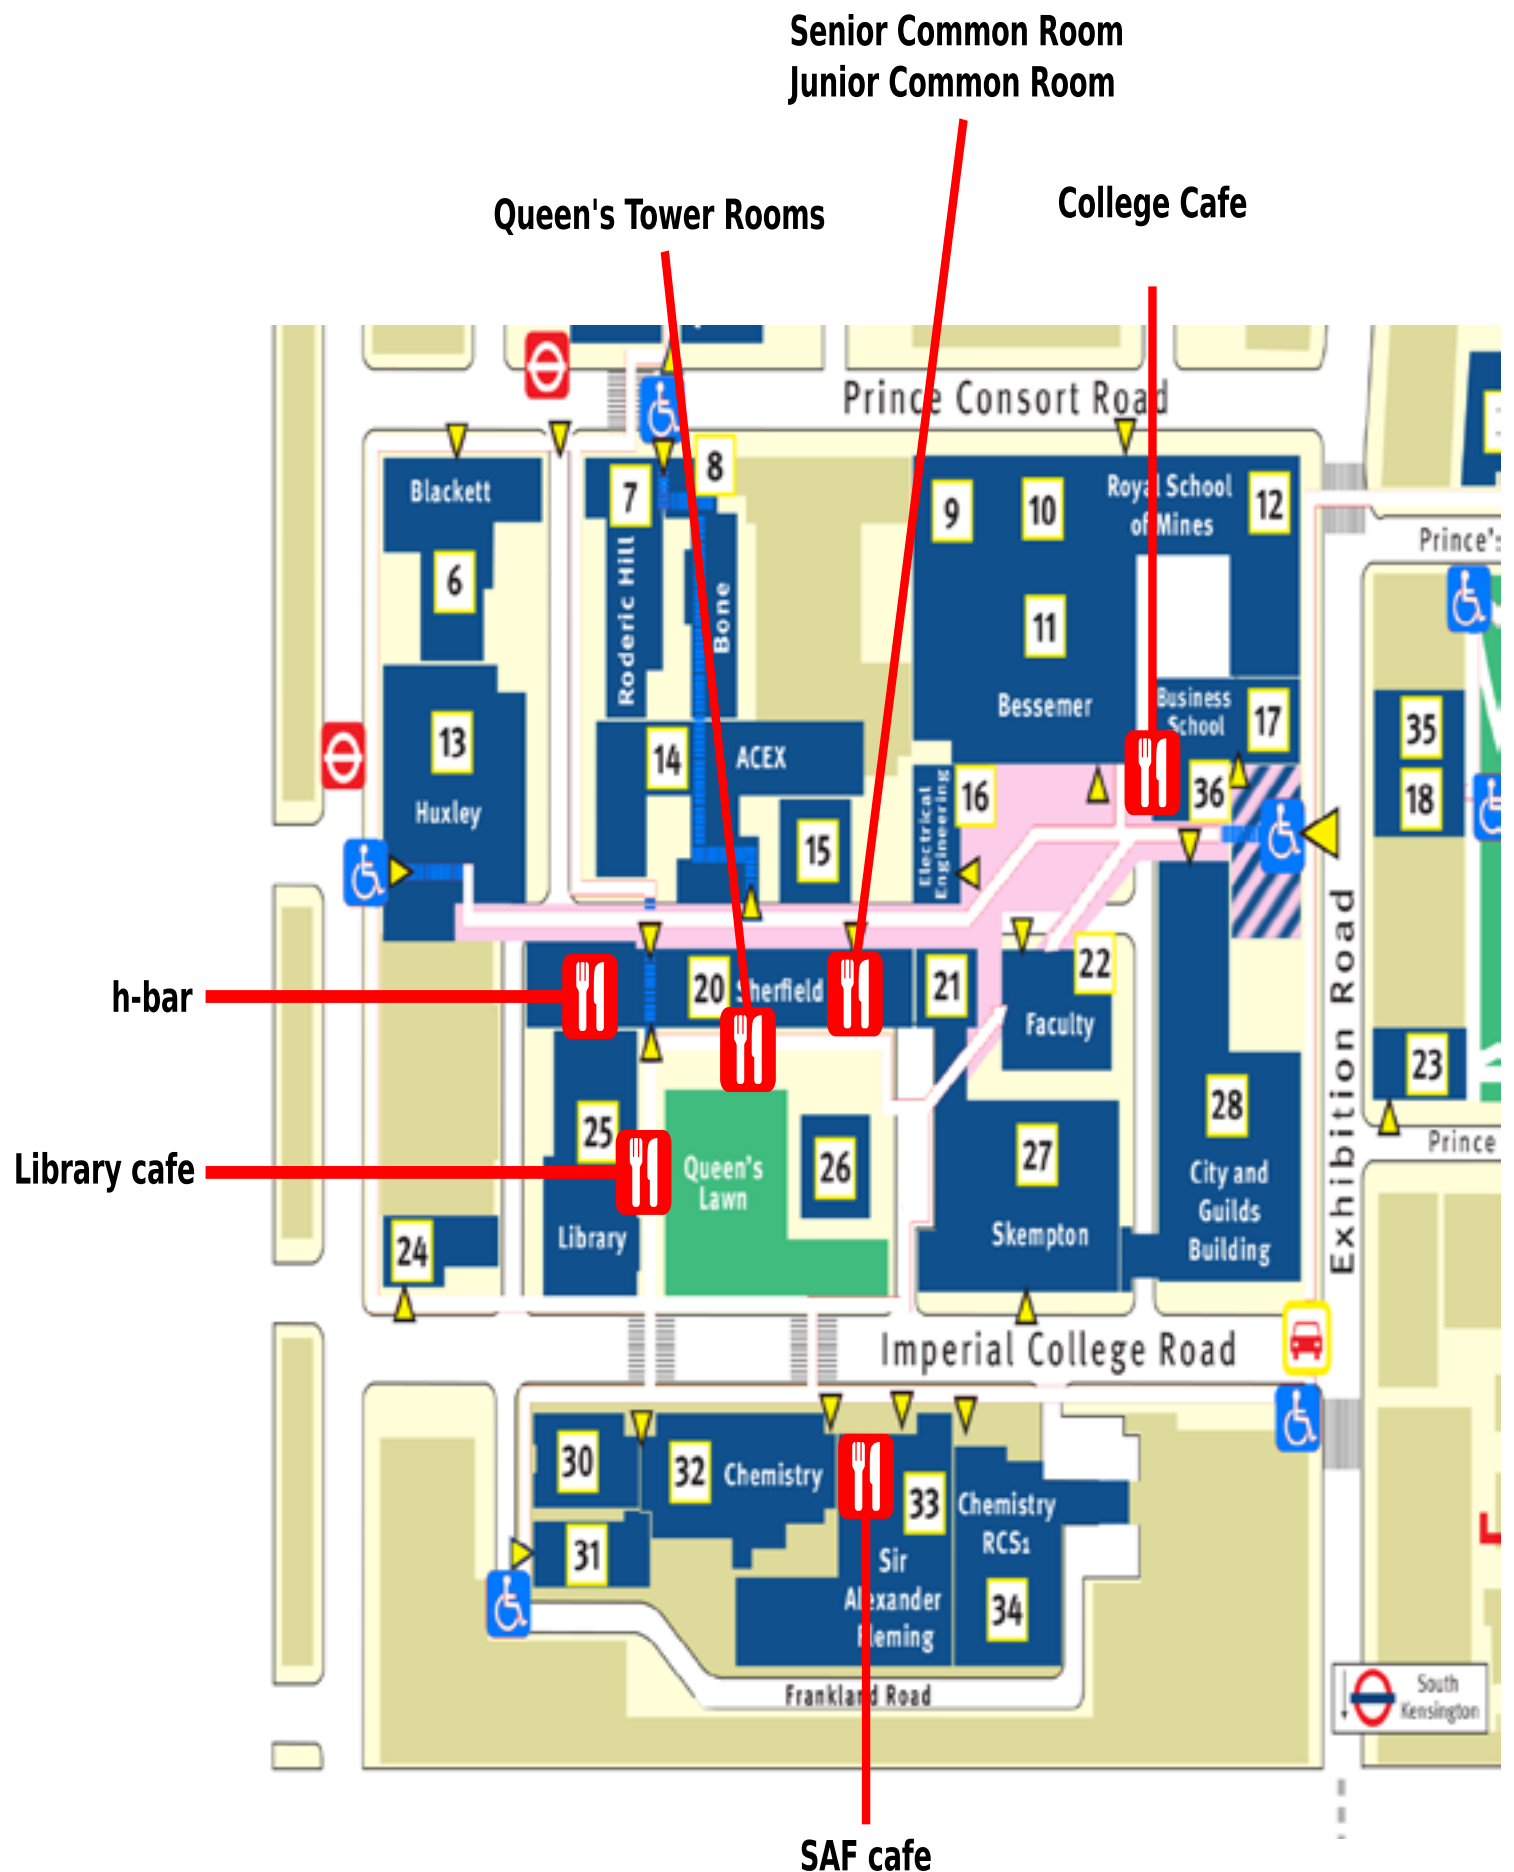 Senior Common Room
Junior Common Room
Queen's Tower Rooms
College Cafe
Prince Consort Road
Blackett
6
7
8
Roderic Hill
Bone
9
10
Royal School
of Mines
12
11
Bessemer
Business
School
17
Prince's
13
Huxley
14
ACEX
15
Electrical
Engineering
16
36
35
18
Exhibition Road
h-bar
20
Sherfield
21
22
Faculty
23
Prince
25
Library cafe
Queen's
Lawn
26
27
Skempton
28
City and
Guilds
Building
24
Library
Imperial College Road
30
32
Chemistry
33
Chemistry
RCS1
31
Sir
Alexander
Fleming
34
Frankland Road
South
Kensington
SAF cafe